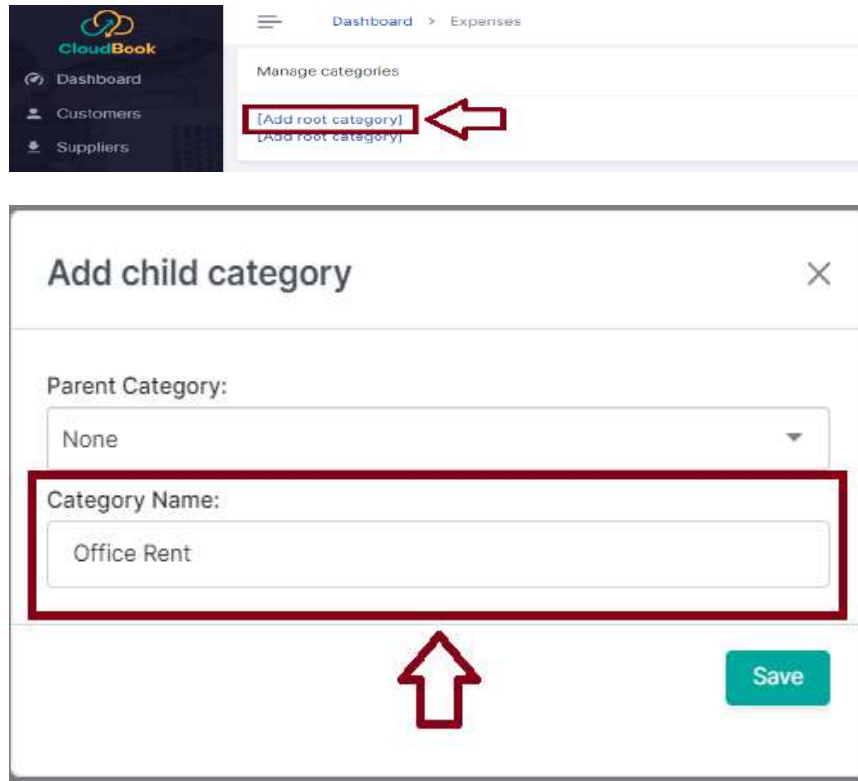 CloudBook
Dashboard > Expenses
Dashboard
Customers
Suppliers
Manage categories
[Add root category]
[Add root category]
Add child category
Parent Category:
None
Category Name:
Office Rent
Save